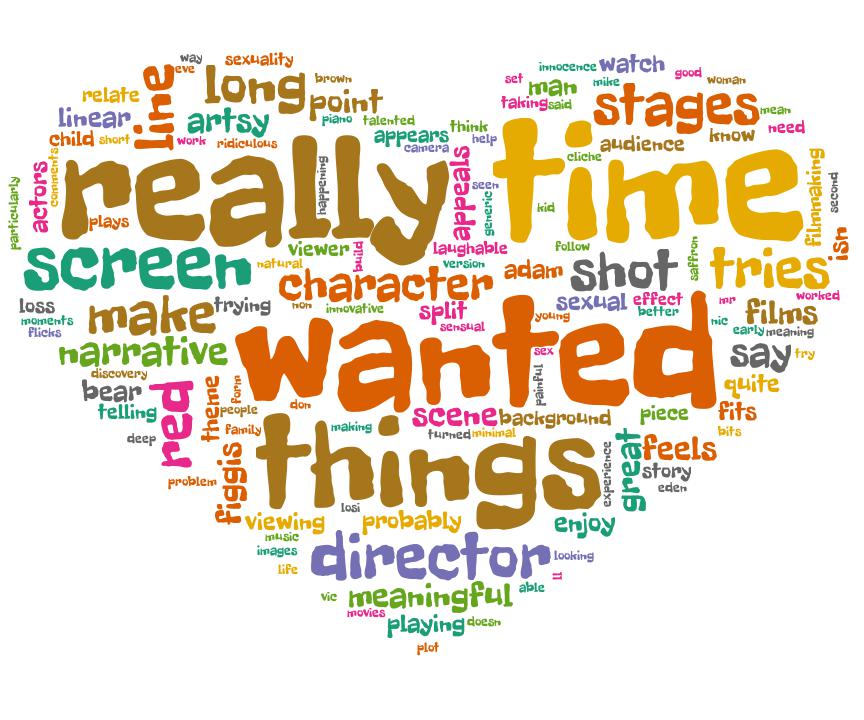 way
eve
sexuality
innocence
watch
good
relate
line
long
brown
set
man
mike
woman
linear
artsy
point
taking
said
stages
mean
child
short
work
ridiculous
piano
talented
appears
camera
think
help
audience
know
need
particularly
actors
comments
really
plays
happening
appeals
seen
generic
time
cliche
kid
filmmaking
second
ish
screen
natural
viewer
build
laughable
version
follow
saffron
tries
worked
loss
moments
flicks
make
trying
character
non
innovative
adam
shot
split
sensual
sexual
effect
better
mr
nic
films
early
meaning
young
narrative
wanted
say
try
discovery
bear
telling
deep
red
theme
form
people
don
sex
painful
quite
fits
bits
family
making
scene
background
piece
turned
minimal
problem
figgis
things
experience
great
feels
story
eden
losi
viewing
probably
enjoy
music
images
life
director
looking
ll
vic
meaningful
able
movies
playing
doesn
plot